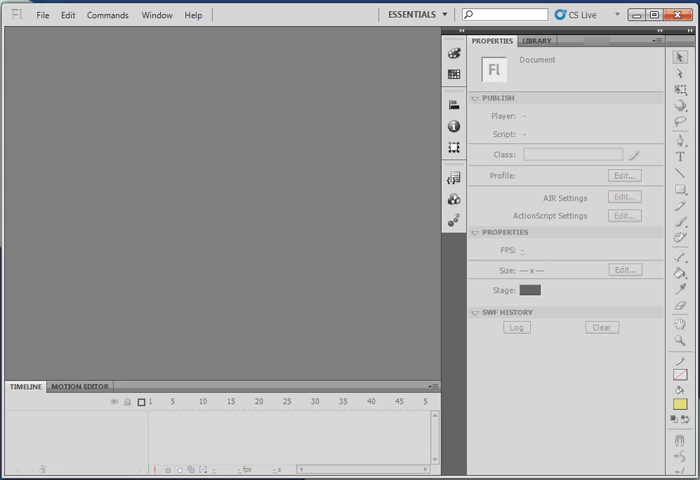 Fl File Edit Commands Window Help ESSENTIALS CS Live
PROPERTIES LIBRARY
Fl Document
PUBLISH
Player: -
Script: -
Class:
Profile: Edit...
AIR Settings Edit...
ActionScript Settings Edit...
PROPERTIES
FPS: -
Size: --- x --- Edit...
Stage:
SWF HISTORY
Log Clear
TIMELINE MOTION EDITOR
1 5 10 15 20 25 30 35 40 45 5
- - fps - s